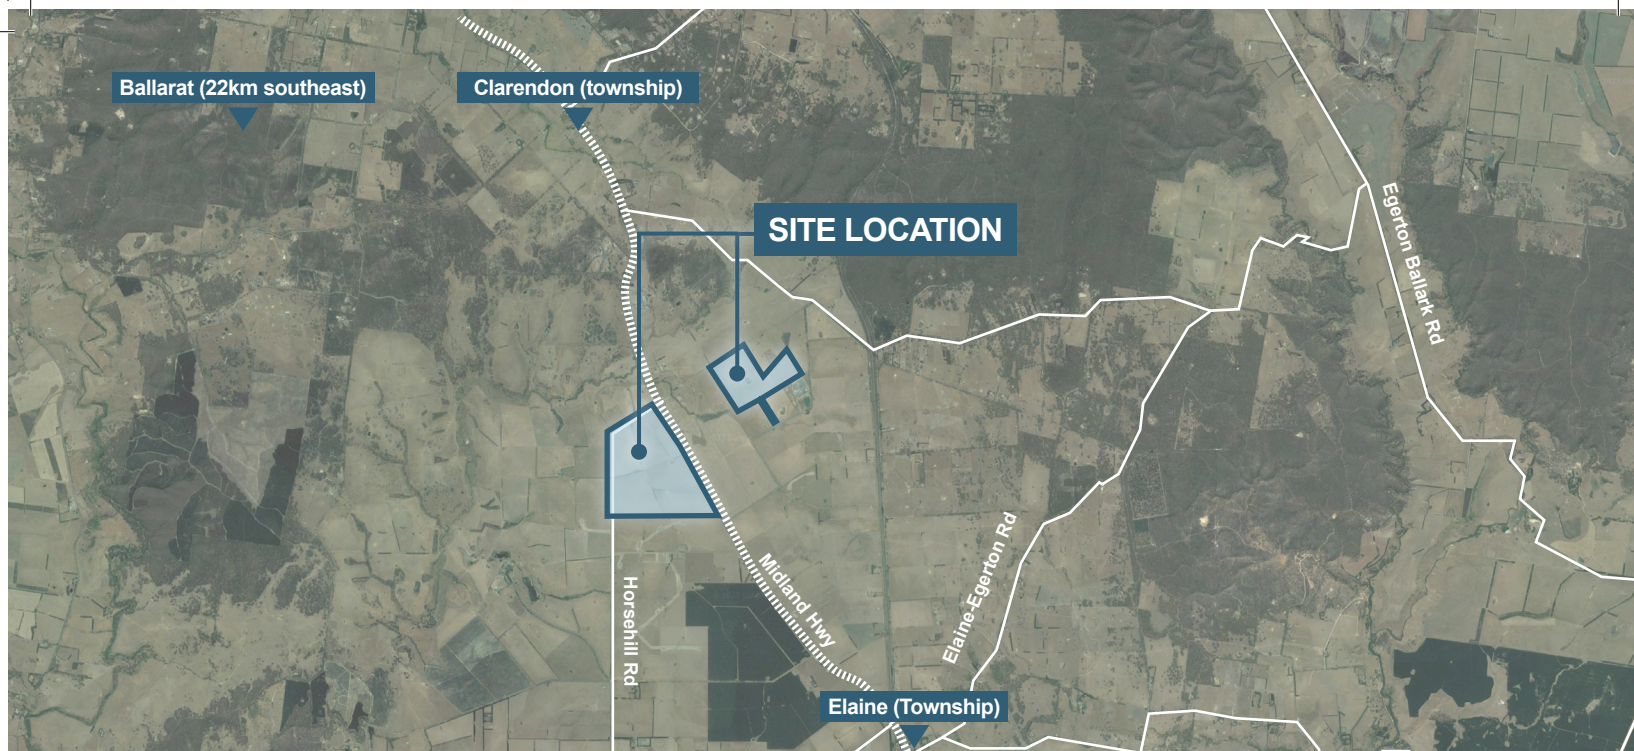 Ballarat (22km southeast)
Clarendon (township)
SITE LOCATION
Egerton Ballark Rd
Horsehill Rd
Midland Hwy
Elaine-Egerton Rd
Elaine (Township)